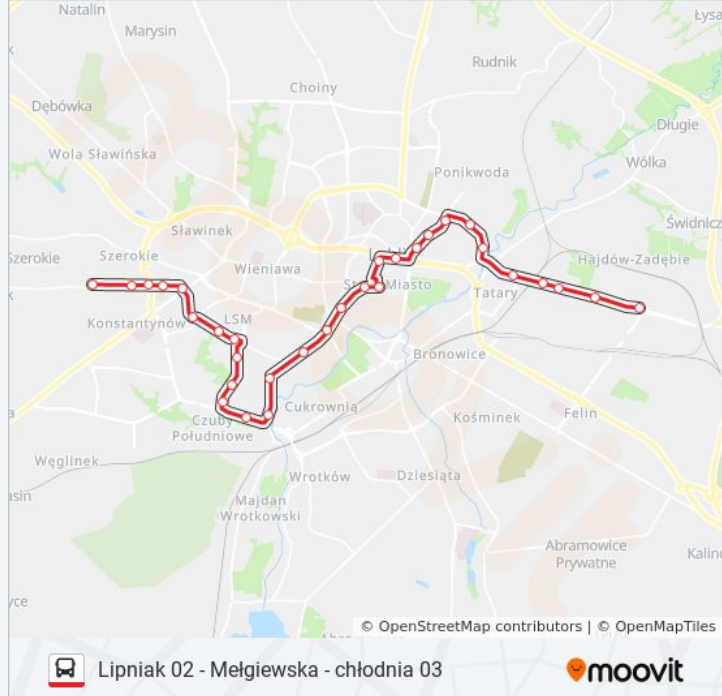 Natalin
Marysin
Łysa
Rudnik
Choiny
Dębówka
Długie
Wola Sławińska
Wólka
Ponikwoda
Świdnicz
Sławinek
Szerokie
Szerokie
Hajdów-Zadębie
Wieniawa
Miasto
Tatary
Konstantynów
LSM
Bronowice
Cukrownia
Felin
Czuby
Południowe
Kośminek
Węglinek
Wrotków
Dziesiąta
Majdan
Wrotkowski
Abramowice
Prywatne
Kalino
yce
© OpenStreetMap contributors | © OpenMapTiles
Lipniak 02 - Mełgiewska - chłodnia 03
moovit